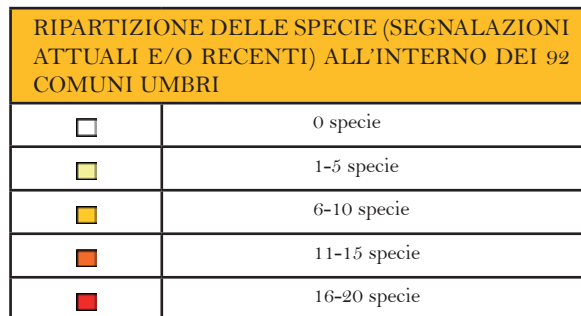 RIPARTIZIONE DELLE SPECIE (SEGNALAZIONI
ATTUALI E/O RECENTI) ALL'INTERNO DEI 92
COMUNI UMBRI
0 specie
1-5 specie
6-10 specie
11-15 specie
16-20 specie